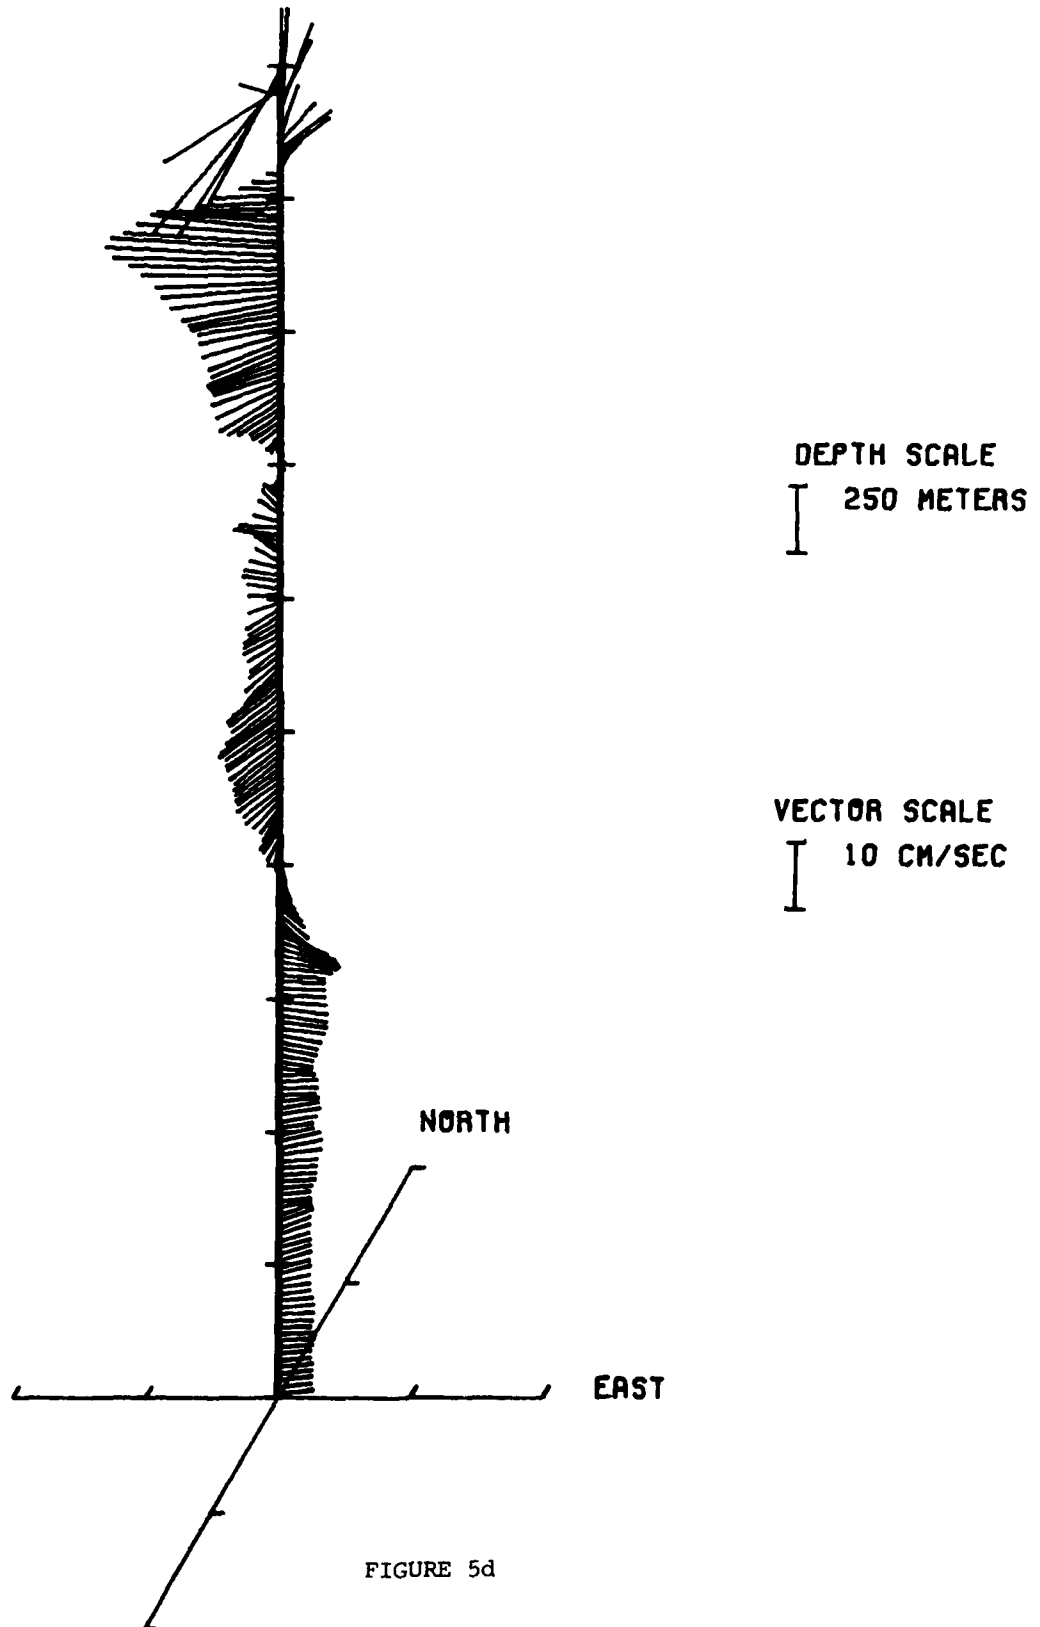 DEPTH SCALE
250 METERS
VECTOR SCALE
10 CM/SEC
NORTH
EAST
FIGURE 5d